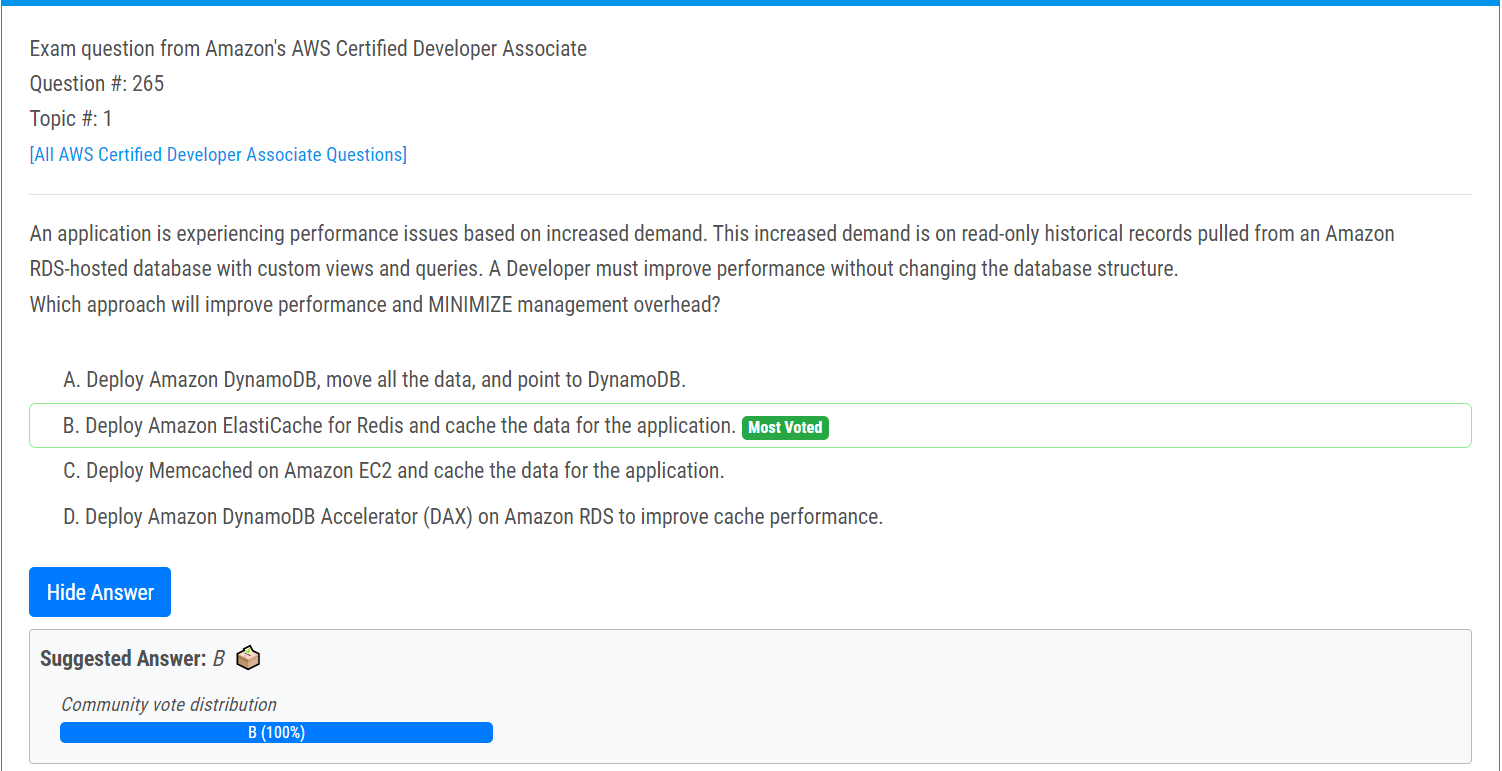 Exam question from Amazon's AWS Certified Developer Associate
Question #: 265
Topic #: 1
[All AWS Certified Developer Associate Questions]
An application is experiencing performance issues based on increased demand. This increased demand is on read-only historical records pulled from an Amazon
RDS-hosted database with custom views and queries. A Developer must improve performance without changing the database structure.
Which approach will improve performance and MINIMIZE management overhead?
A. Deploy Amazon DynamoDB, move all the data, and point to DynamoDB.
B. Deploy Amazon ElastiCache for Redis and cache the data for the application. Most Voted
C. Deploy Memcached on Amazon EC2 and cache the data for the application.
D. Deploy Amazon DynamoDB Accelerator (DAX) on Amazon RDS to improve cache performance.
Hide Answer
Suggested Answer: B
Community vote distribution
B (100%)